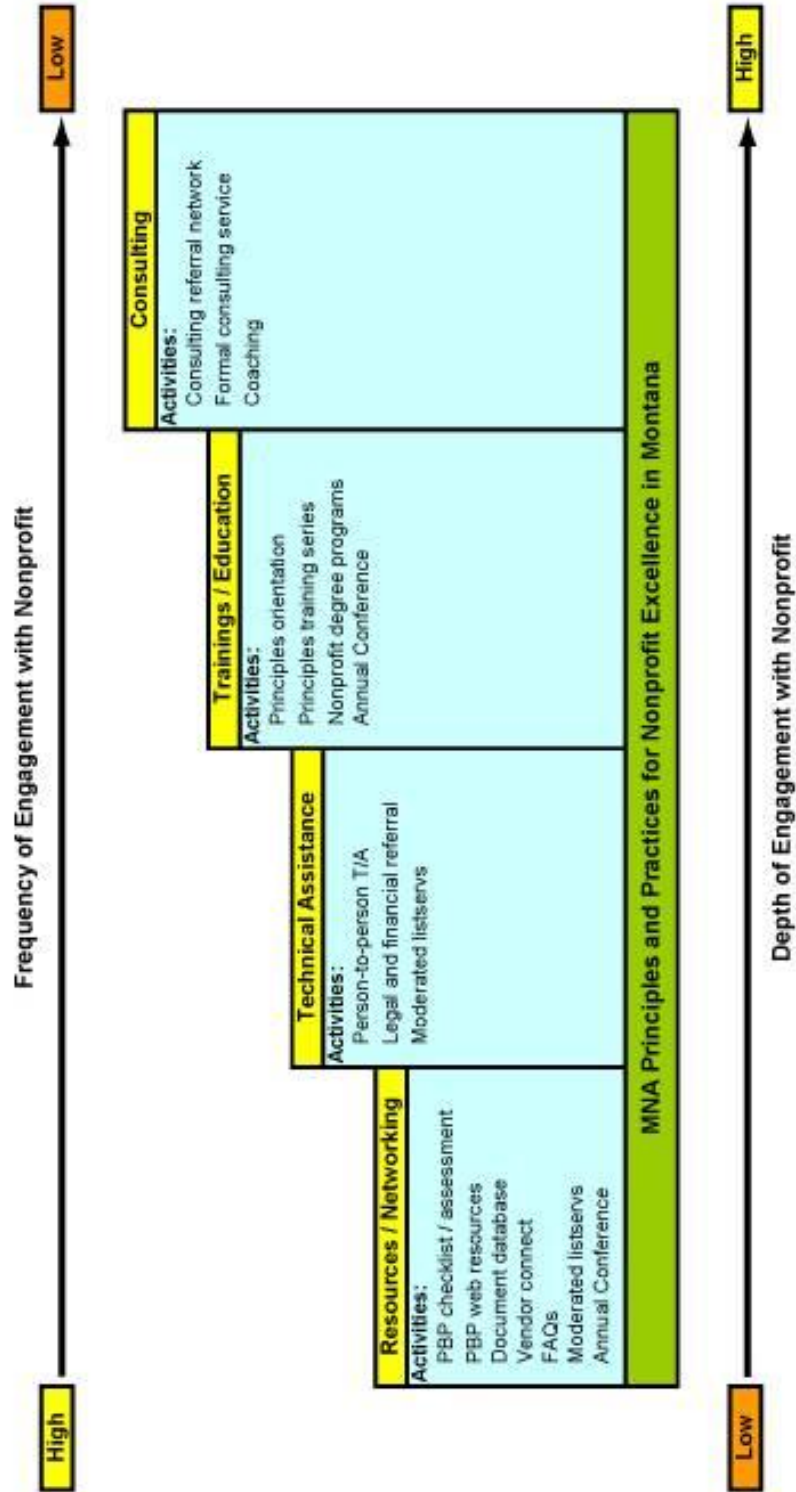 Frequency of Engagement with Nonprofit
High
Low
Resources / Networking
Activities:
PBP checklist / assessment
PBP web resources
Document database
Vendor connect
FAQs
Moderated listservs
Annual Conference
Technical Assistance
Activities:
Person-to-person T/A
Legal and financial referral
Moderated listservs
Trainings / Education
Activities:
Principles orientation
Principles training series
Nonprofit degree programs
Annual Conference
Consulting
Activities:
Consulting referral network
Formal consulting service
Coaching
MNA Principles and Practices for Nonprofit Excellence in Montana
Low
High
Depth of Engagement with Nonprofit